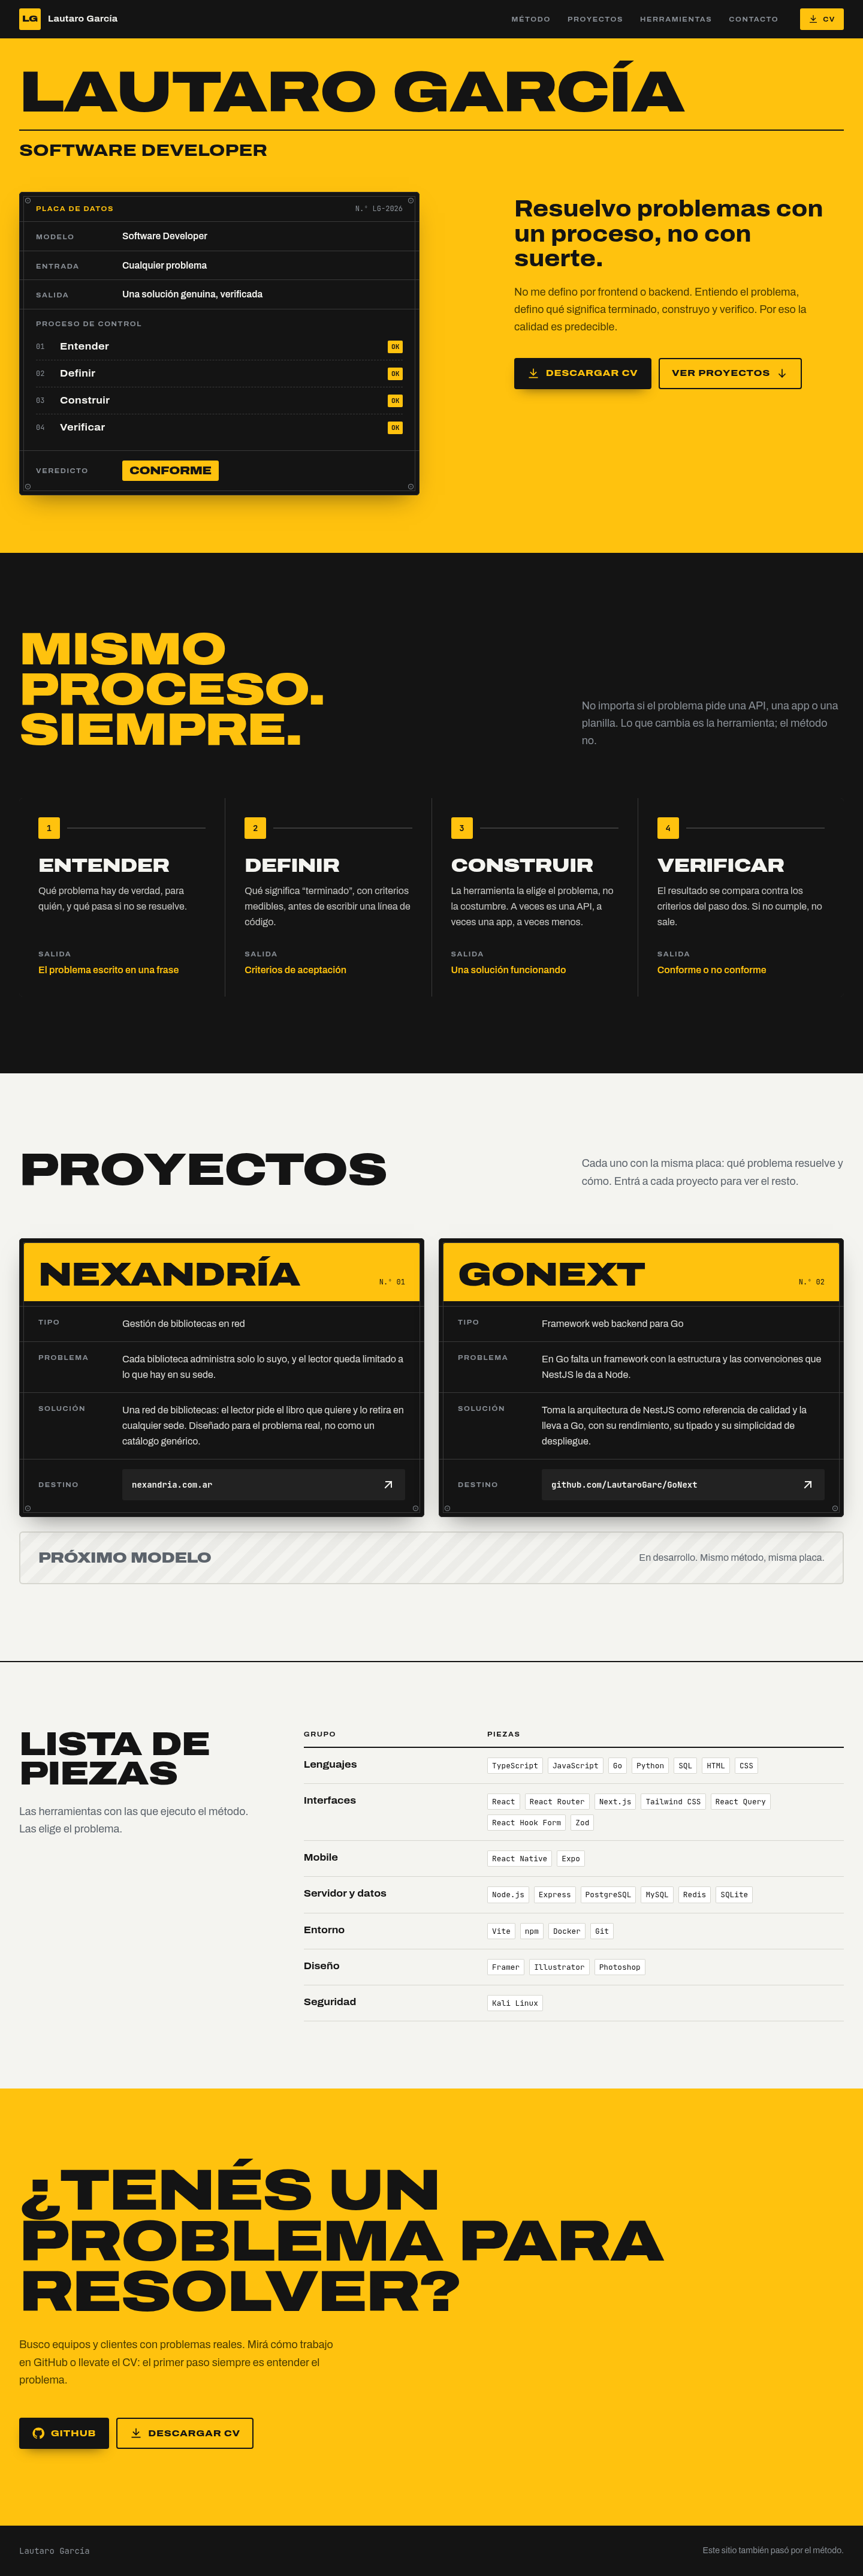 LG Lautaro García MÉTODO PROYECTOS HERRAMIENTAS CONTACTO CV
LAUTARO GARCÍA
SOFTWARE DEVELOPER
PLACA DE DATOS N.° LG-2026
MODELO Software Developer
ENTRADA Cualquier problema
SALIDA Una solución genuina, verificada
PROCESO DE CONTROL
01 Entender OK
02 Definir OK
03 Construir OK
04 Verificar OK
VEREDICTO CONFORME
Resuelvo problemas con
un proceso, no con
suerte.
No me defino por frontend o backend. Entiendo el problema,
defino qué significa terminado, construyo y verifico. Por eso la
calidad es predecible.
DESCARGAR CV VER PROYECTOS
MISMO
PROCESO.
SIEMPRE.
No importa si el problema pide una API, una app o una
planilla. Lo que cambia es la herramienta; el método
no.
1
ENTENDER
Qué problema hay de verdad, para
quién, y qué pasa si no se resuelve.
SALIDA
El problema escrito en una frase
2
DEFINIR
Qué significa “terminado”, con criterios
medibles, antes de escribir una línea de
código.
SALIDA
Criterios de aceptación
3
CONSTRUIR
La herramienta la elige el problema, no
la costumbre. A veces es una API, a
veces una app, a veces menos.
SALIDA
Una solución funcionando
4
VERIFICAR
El resultado se compara contra los
criterios del paso dos. Si no cumple, no
sale.
SALIDA
Conforme o no conforme
PROYECTOS
Cada uno con la misma placa: qué problema resuelve y
cómo. Entrá a cada proyecto para ver el resto.
NEXANDRÍA N.° 01
TIPO Gestión de bibliotecas en red
PROBLEMA Cada biblioteca administra solo lo suyo, y el lector queda limitado a
lo que hay en su sede.
SOLUCIÓN Una red de bibliotecas: el lector pide el libro que quiere y lo retira en
cualquier sede. Diseñado para el problema real, no como un
catálogo genérico.
DESTINO nexandria.com.ar
GONEXT N.° 02
TIPO Framework web backend para Go
PROBLEMA En Go falta un framework con la estructura y las convenciones que
NestJS le da a Node.
SOLUCIÓN Toma la arquitectura de NestJS como referencia de calidad y la
lleva a Go, con su rendimiento, su tipado y su simplicidad de
despliegue.
DESTINO github.com/LautaroGarc/GoNext
PRÓXIMO MODELO En desarrollo. Mismo método, misma placa.
LISTA DE
PIEZAS
Las herramientas con las que ejecuto el método.
Las elige el problema.
GRUPO PIEZAS
Lenguajes TypeScript JavaScript Go Python SQL HTML CSS
Interfaces React React Router Next.js Tailwind CSS React Query
React Hook Form Zod
Mobile React Native Expo
Servidor y datos Node.js Express PostgreSQL MySQL Redis SQLite
Entorno Vite npm Docker Git
Diseño Framer Illustrator Photoshop
Seguridad Kali Linux
¿TENÉS UN
PROBLEMA PARA
RESOLVER?
Busco equipos y clientes con problemas reales. Mirá cómo trabajo
en GitHub o llevate el CV: el primer paso siempre es entender el
problema.
GITHUB DESCARGAR CV
Lautaro García Este sitio también pasó por el método.